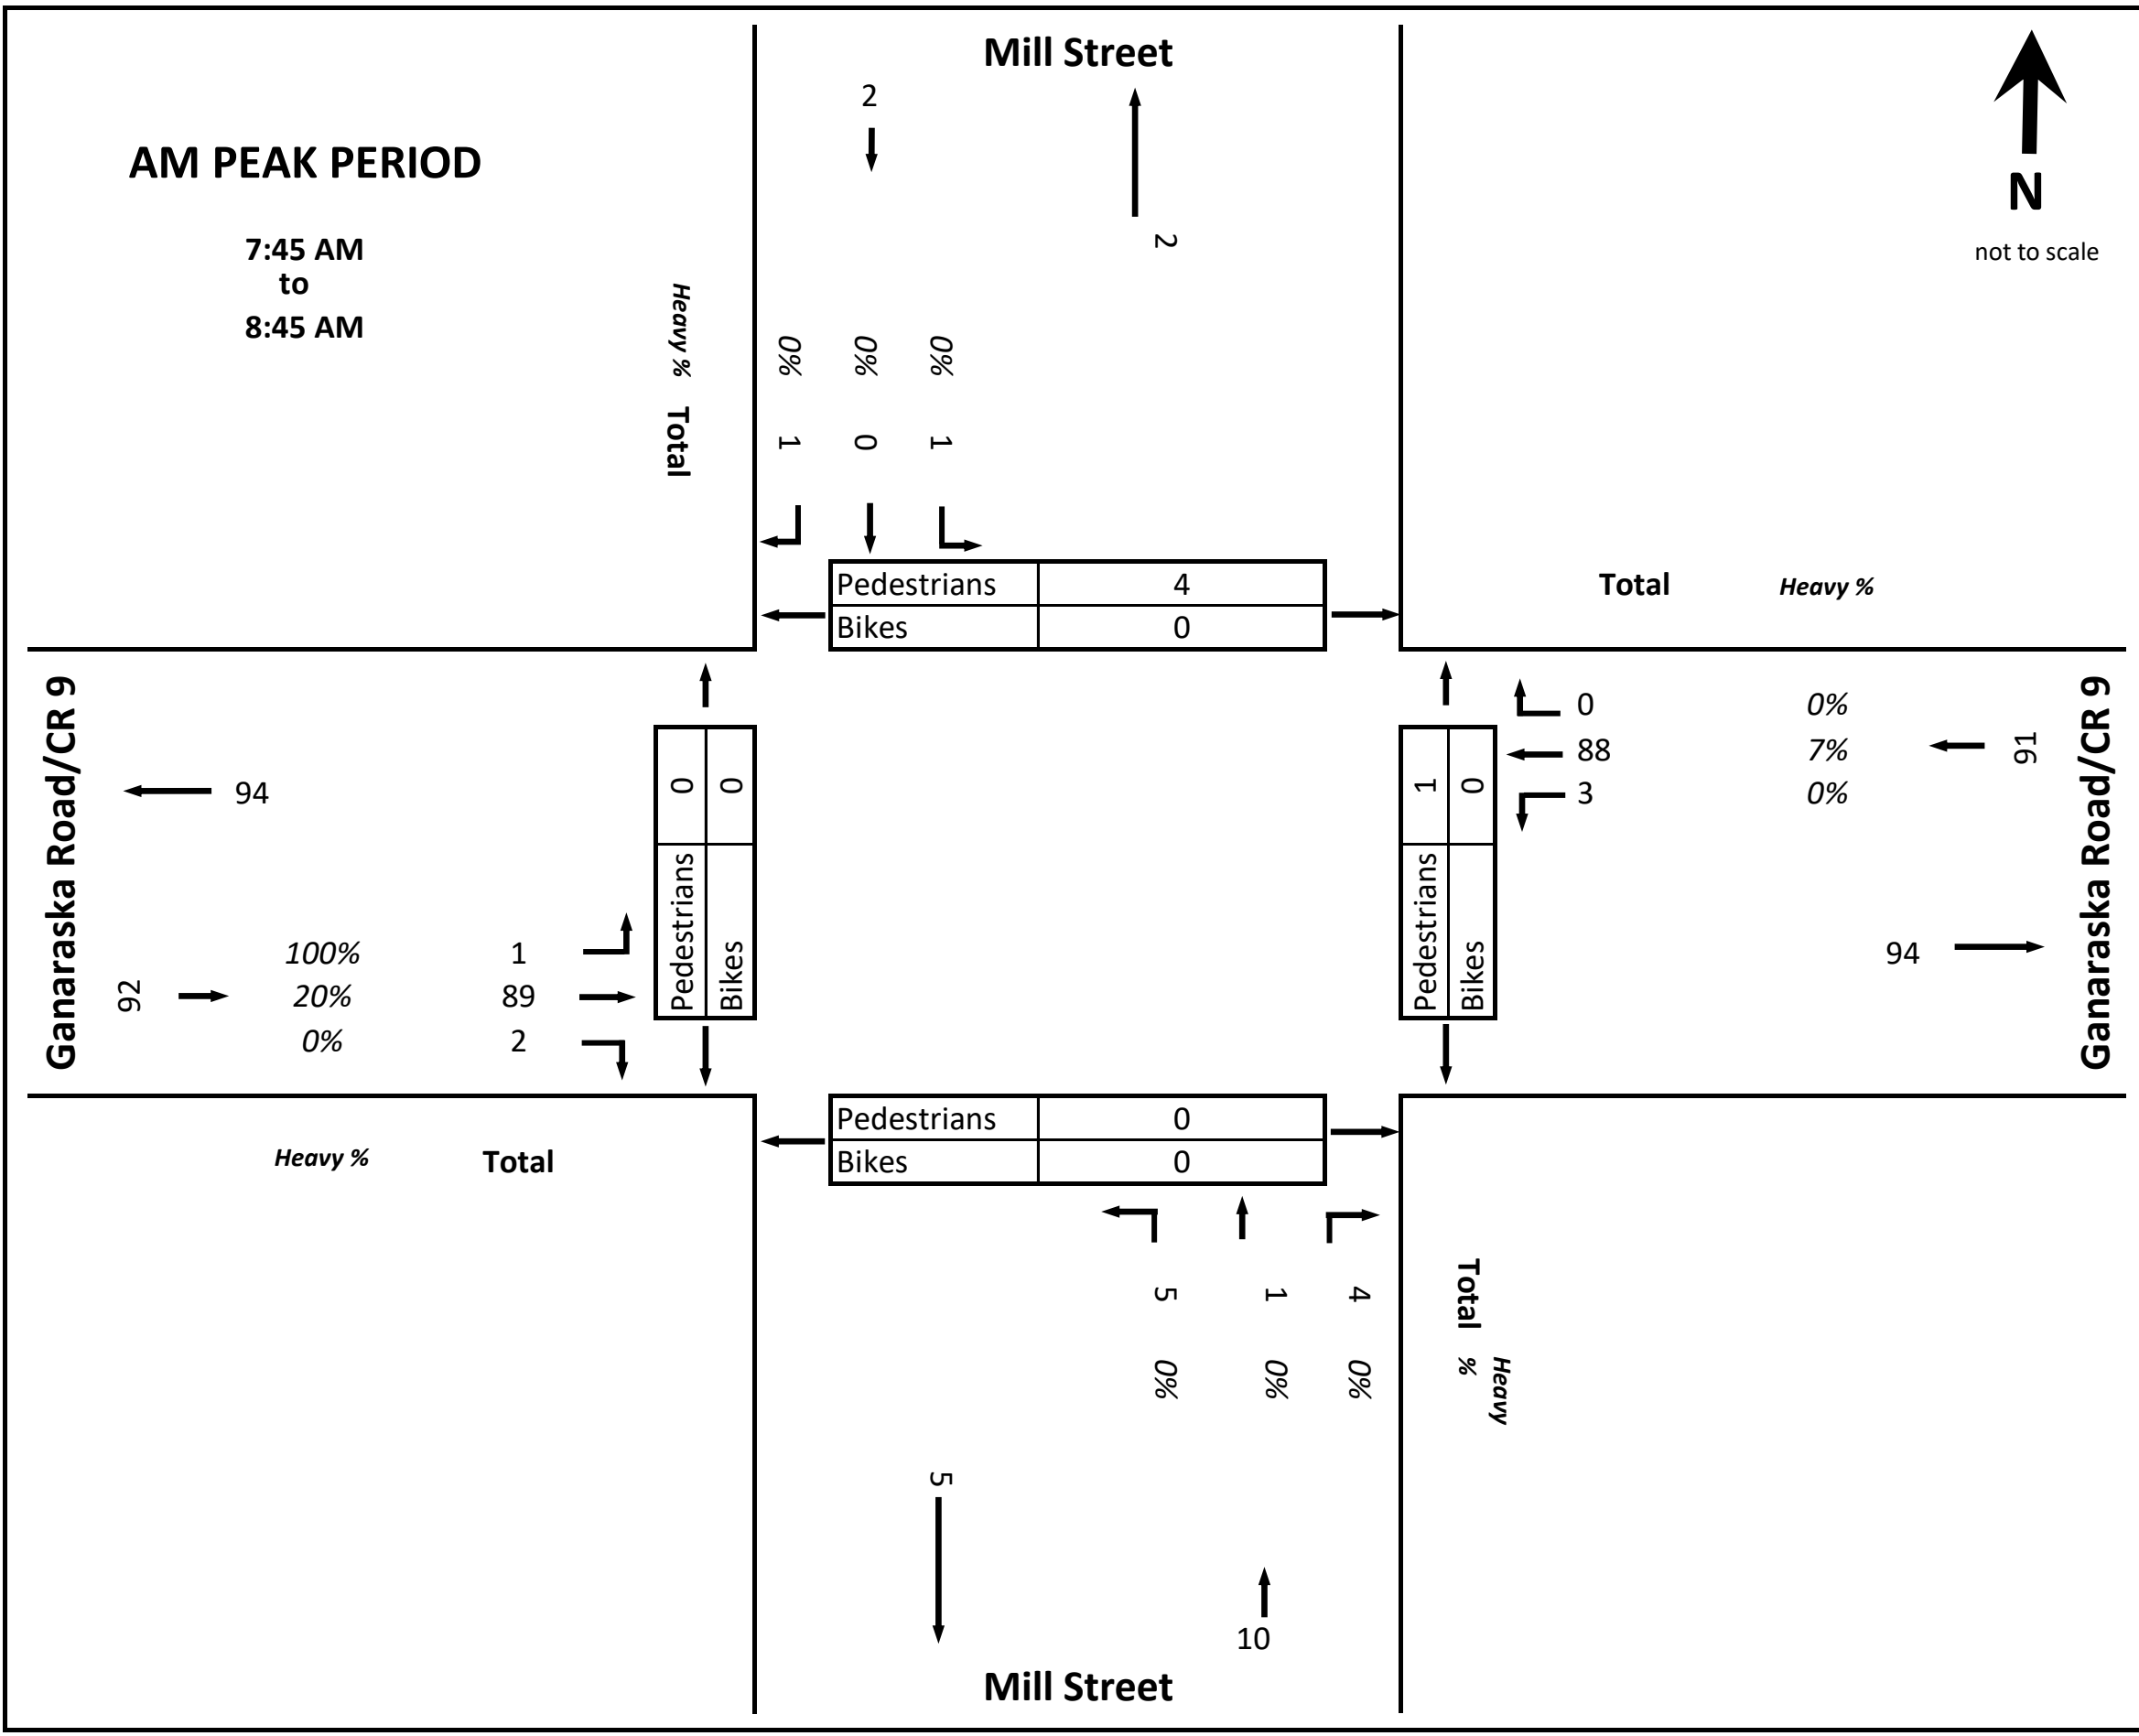 Mill Street
2
AM PEAK PERIOD
7:45 AM
to
8:45 AM
N
not to scale
2
Heavy % Total
0% 0% 0%
1 0 1
Pedestrians 4
Bikes 0
Total Heavy %
Ganaraska Road/CR 9
94
Pedestrians 0
Bikes 0
100% 1
92 20% 89
0% 2
Heavy % Total
Pedestrians 1
Bikes 0
0 0%
88 7% 91
3 0%
94
Ganaraska Road/CR 9
Pedestrians 0
Bikes 0
5 1 4
0% 0% 0%
Total Heavy
%
5
10
Mill Street